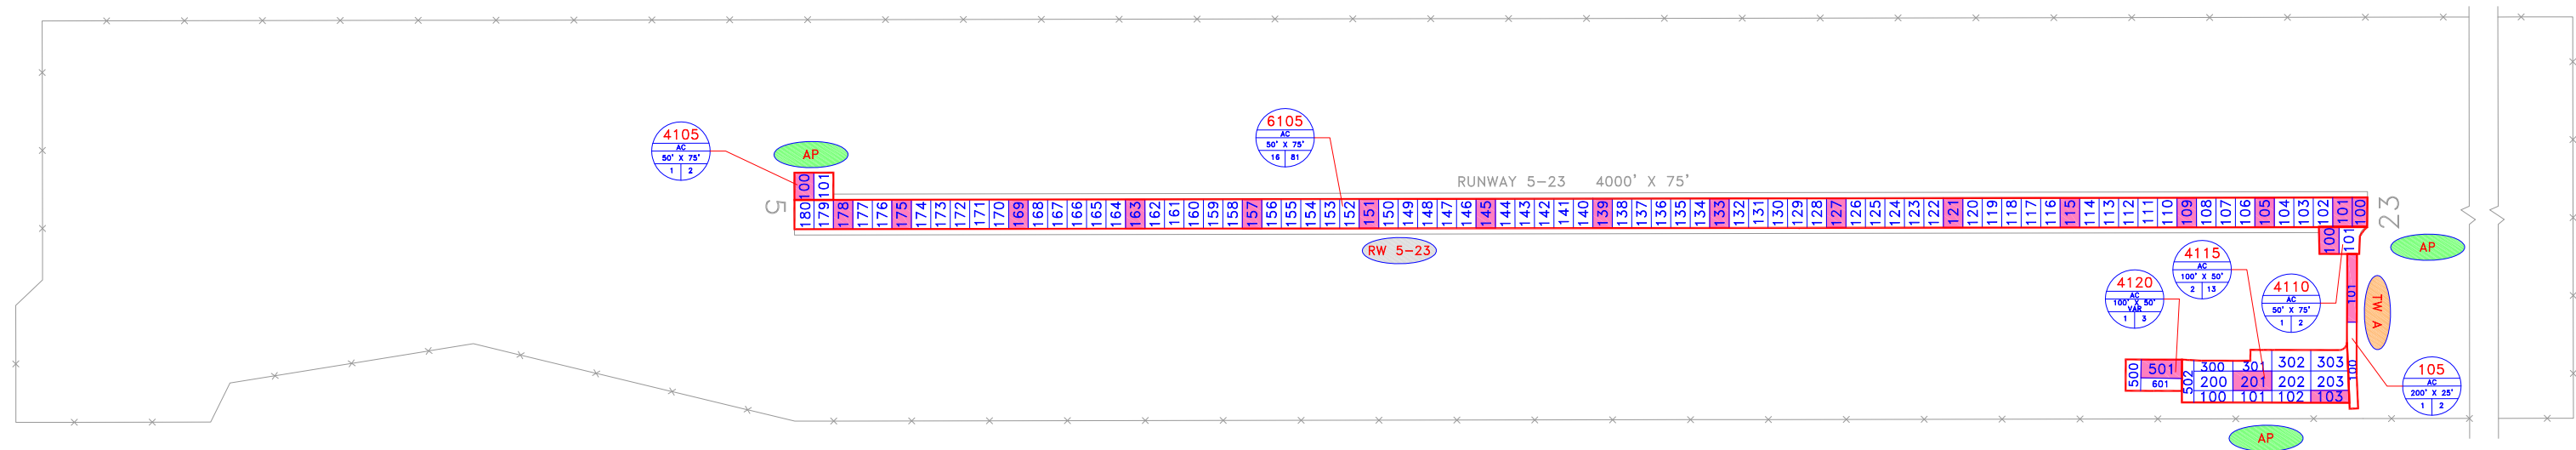 4105
AC
50' X 75'
1 2
AP
6105
AC
50' X 75'
16 81
RUNWAY 5-23 4000' X 75'
100 101
5
180 179 178 177 176 175 174 173 172 171 170 169 168 167 166 165 164 163 162 161 160 159 158 157 156 155 154 153 152 151 150 149 148 147 146 145 144 143 142 141 140 139 138 137 136 135 134 133 132 131 130 129 128 127 126 125 124 123 122 121 120 119 118 117 116 115 114 113 112 111 110 109 108 107 106 105 104 103 102 101 100
23
RW 5-23
100 101
AP
4120
AC
100' X 50'
VAR
1 3
4115
AC
100' X 50'
2 13
4110
AC
50' X 75'
1 2
101
TW A
500 501
601
502
300 301 302 303
200 201 202 203
100 101 102 103
100
105
AC
200' X 25'
1 2
AP